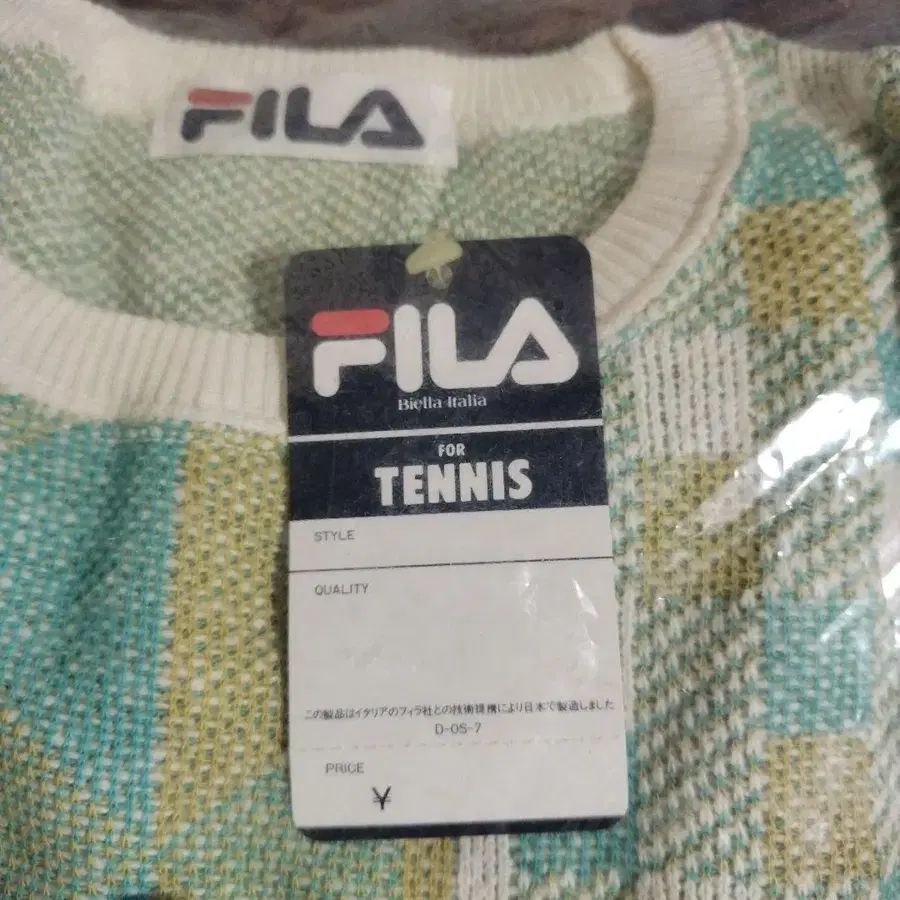 FILA
FILA
Biella Italia
FOR
TENNIS
STYLE
QUALITY
この製品はイタリアのフィラ社との技術提携により日本で製造しました
D-OS-7
PRICE
¥